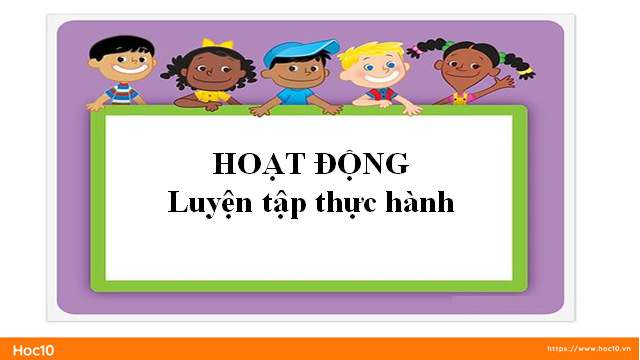 HOẠT ĐỘNG
Luyện tập thực hành
Hoc10
https://www.hoc10.vn